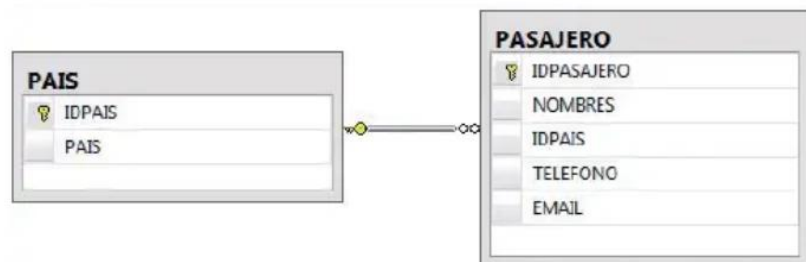 PAIS
IDPAIS
PAIS
PASAJERO
IDPASAJERO
NOMBRES
IDPAIS
TELEFONO
EMAIL